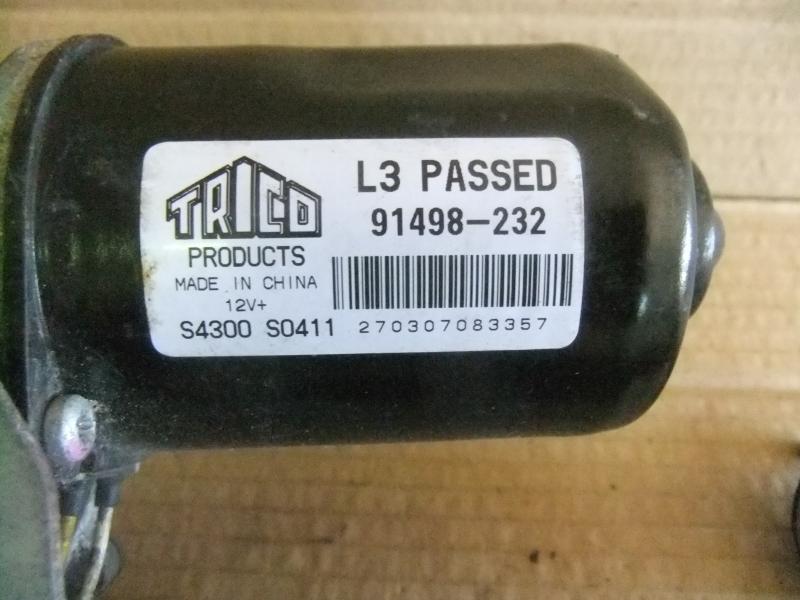 TRICO
PRODUCTS
MADE IN CHINA
12V+
S4300 S0411
L3 PASSED
91498-232
270307083357